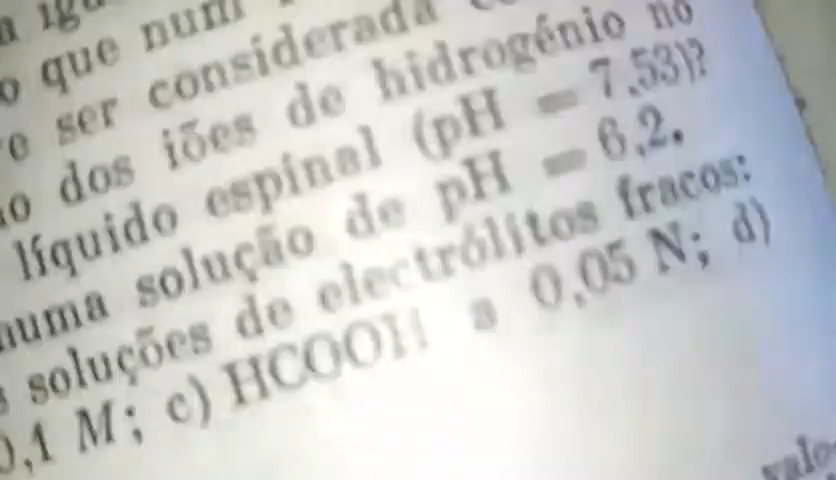 o que num
e ser considerada
o dos iões de hidrogénio no
líquido espinal (pH = 7,53)?
numa solução de pH = 6,2.
s soluções de electrólitos fracos:
0,1 M; c) HCOOH a 0,05 N; d)
valo-